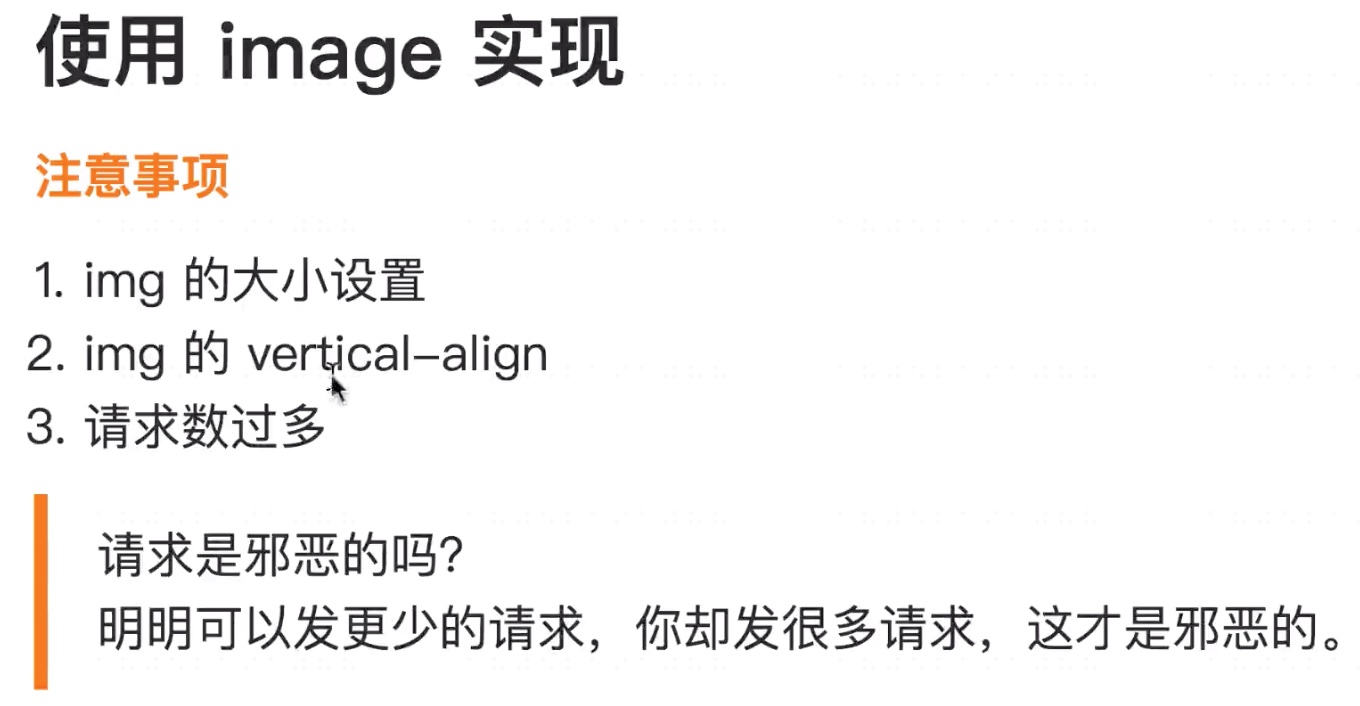 使用 image 实现
注意事项
1. img 的大小设置
2. img 的 vertical-align
3. 请求数过多
请求是邪恶的吗？
明明可以发更少的请求，你却发很多请求，这才是邪恶的。